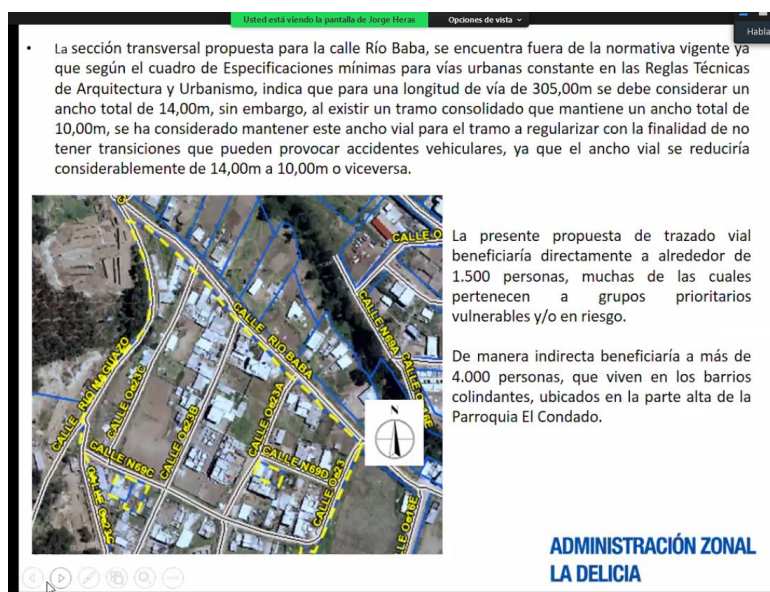 Usted está viendo la pantalla de Jorge Heras
Opciones de vista
Habla
• La sección transversal propuesta para la calle Río Baba, se encuentra fuera de la normativa vigente ya
que según el cuadro de Especificaciones mínimas para vías urbanas constante en las Reglas Técnicas
de Arquitectura y Urbanismo, indica que para una longitud de vía de 305,00m se debe considerar un
ancho total de 14,00m, sin embargo, al existir un tramo consolidado que mantiene un ancho total de
10,00m, se ha considerado mantener este ancho vial para el tramo a regularizar con la finalidad de no
tener transiciones que pueden provocar accidentes vehiculares, ya que el ancho vial se reduciría
considerablemente de 14,00m a 10,00m o viceversa.
CALLE O
CALLE N69A
CALLE RIO BABA
CALLE RIO MAGUAZO
CALLE Oe23C
CALLE Oe23B
CALLE Oe23A
N
CALLE N69C
CALLE N69D
CALLE Oe23
CALLE Oe16E
La presente propuesta de trazado vial
beneficiaría directamente a alrededor de
1.500 personas, muchas de las cuales
pertenecen a grupos prioritarios
vulnerables y/o en riesgo.
De manera indirecta beneficiaría a más de
4.000 personas, que viven en los barrios
colindantes, ubicados en la parte alta de la
Parroquia El Condado.
ADMINISTRACIÓN ZONAL
LA DELICIA